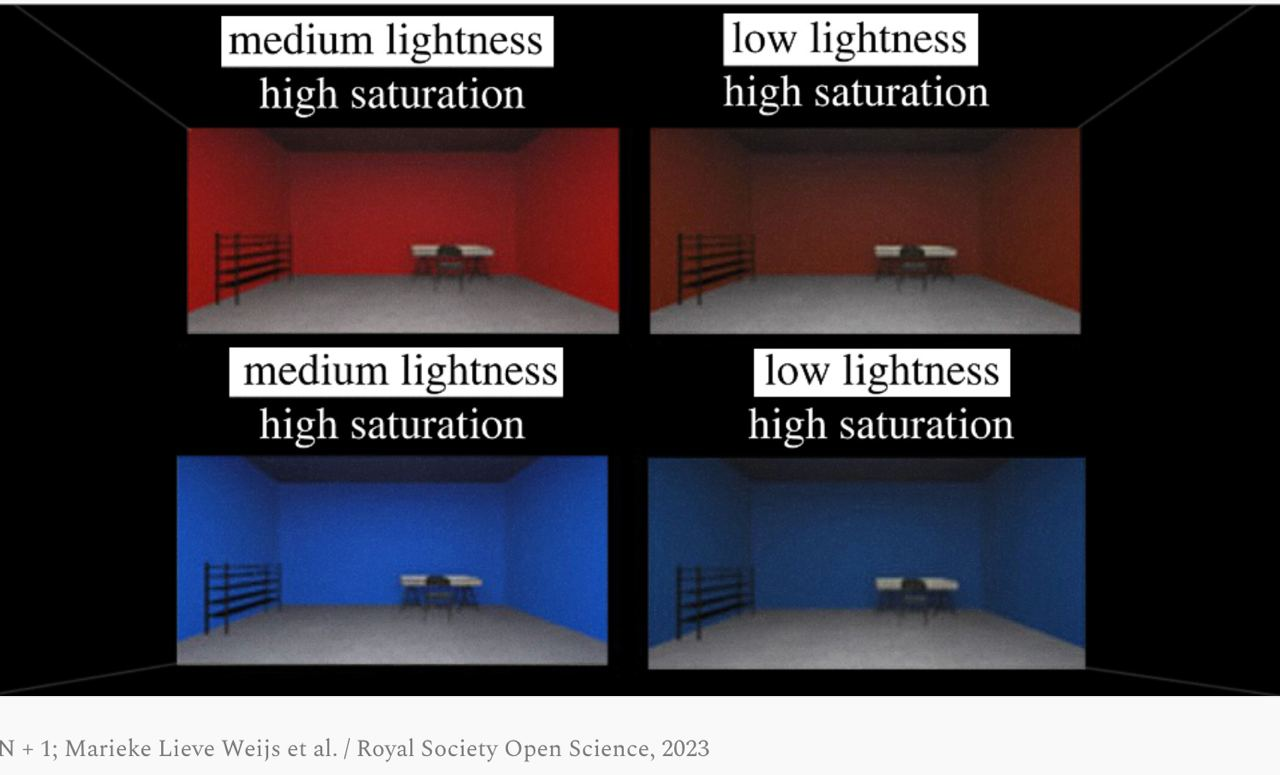 medium lightness
high saturation
low lightness
high saturation
medium lightness
high saturation
low lightness
high saturation
N + 1; Marieke Lieve Weijs et al. / Royal Society Open Science, 2023